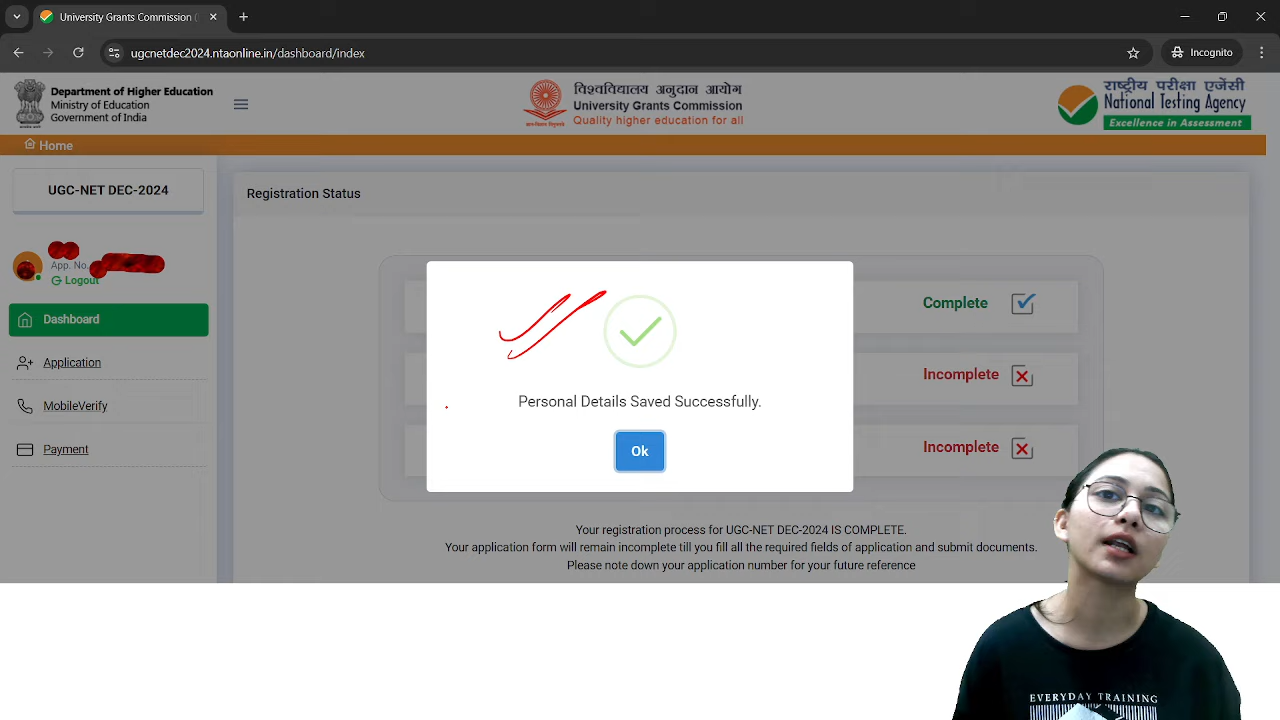 University Grants Commission (
ugcnetdec2024.ntaonline.in/dashboard/index
Incognito
Department of Higher Education
Ministry of Education
Government of India
विश्वविद्यालय अनुदान आयोग
University Grants Commission
Quality higher education for all
राष्ट्रीय परीक्षा एजेंसी
National Testing Agency
Excellence in Assessment
Home
UGC-NET DEC-2024
App. No.
Logout
Dashboard
Application
MobileVerify
Payment
Registration Status
Complete
Incomplete
Incomplete
Personal Details Saved Successfully.
Ok
Your registration process for UGC-NET DEC-2024 IS COMPLETE.
Your application form will remain incomplete till you fill all the required fields of application and submit documents.
Please note down your application number for your future reference
EVERYDAY TRAINING